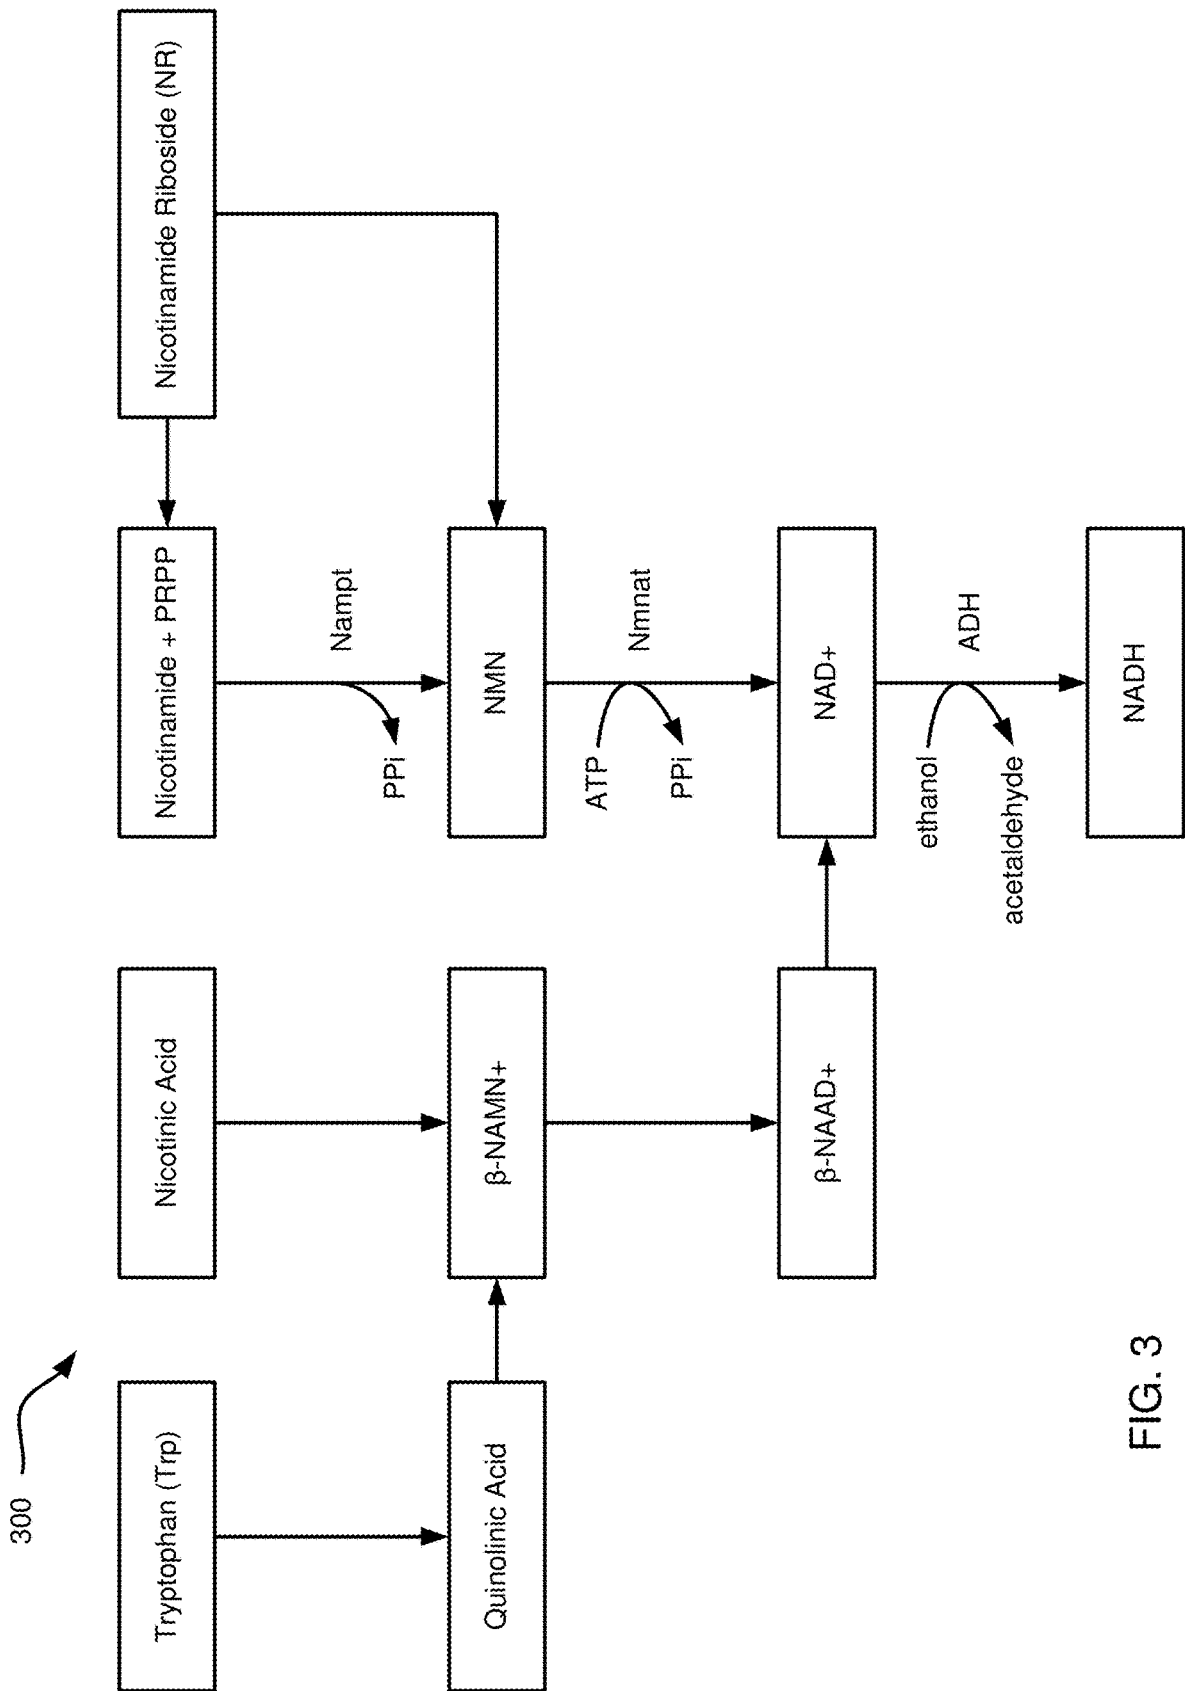 300
Tryptophan (Trp)
Nicotinic Acid
Nicotinamide + PRPP
Nicotinamide Riboside (NR)
PPi
Nampt
Quinolinic Acid
β-NAMN+
NMN
ATP
PPi
Nmnat
β-NAAD+
NAD+
ethanol
acetaldehyde
ADH
NADH
FIG. 3